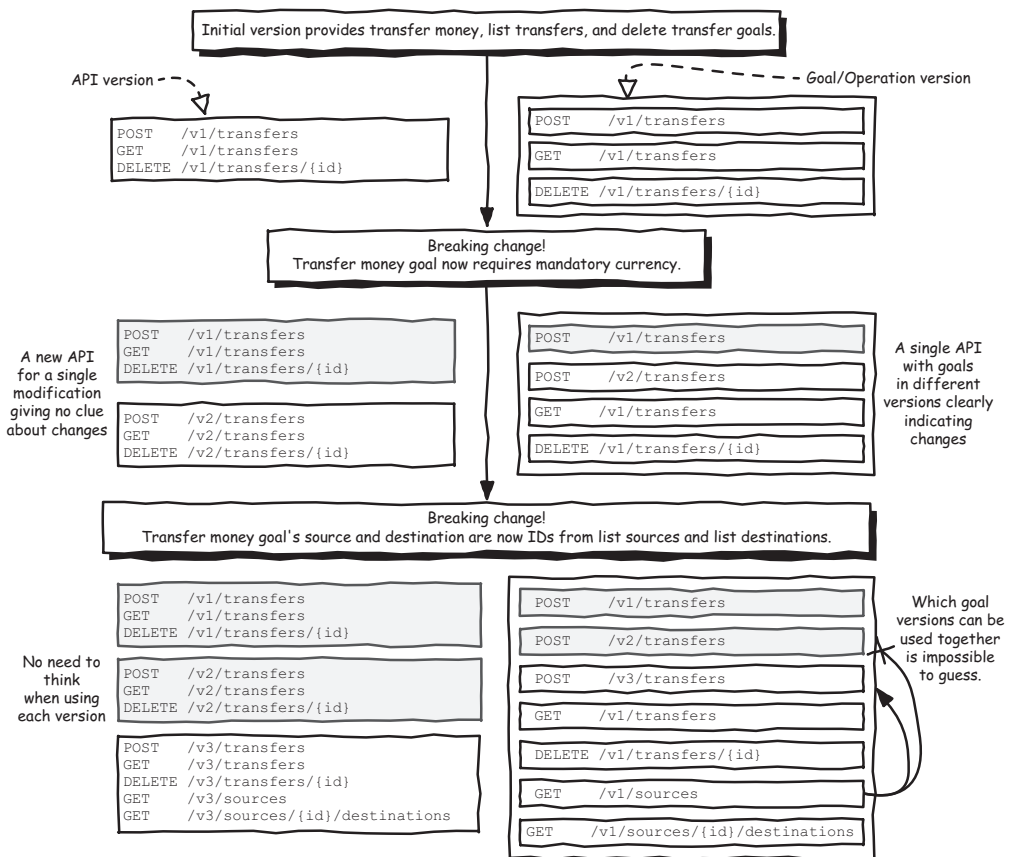 Initial version provides transfer money, list transfers, and delete transfer goals.
API version
Goal/Operation version
POST /v1/transfers
GET /v1/transfers
DELETE /v1/transfers/{id}
POST /v1/transfers
GET /v1/transfers
DELETE /v1/transfers/{id}
Breaking change!
Transfer money goal now requires mandatory currency.
A new API
for a single
modification
giving no clue
about changes
POST /v1/transfers
GET /v1/transfers
DELETE /v1/transfers/{id}
POST /v2/transfers
GET /v2/transfers
DELETE /v2/transfers/{id}
POST /v1/transfers
POST /v2/transfers
GET /v1/transfers
DELETE /v1/transfers/{id}
A single API
with goals
in different
versions clearly
indicating
changes
Breaking change!
Transfer money goal's source and destination are now IDs from list sources and list destinations.
No need to
think
when using
each version
POST /v1/transfers
GET /v1/transfers
DELETE /v1/transfers/{id}
POST /v2/transfers
GET /v2/transfers
DELETE /v2/transfers/{id}
POST /v3/transfers
GET /v3/transfers
DELETE /v3/transfers/{id}
GET /v3/sources
GET /v3/sources/{id}/destinations
POST /v1/transfers
POST /v2/transfers
POST /v3/transfers
GET /v1/transfers
DELETE /v1/transfers/{id}
GET /v1/sources
GET /v1/sources/{id}/destinations
Which goal
versions can be
used together
is impossible
to guess.